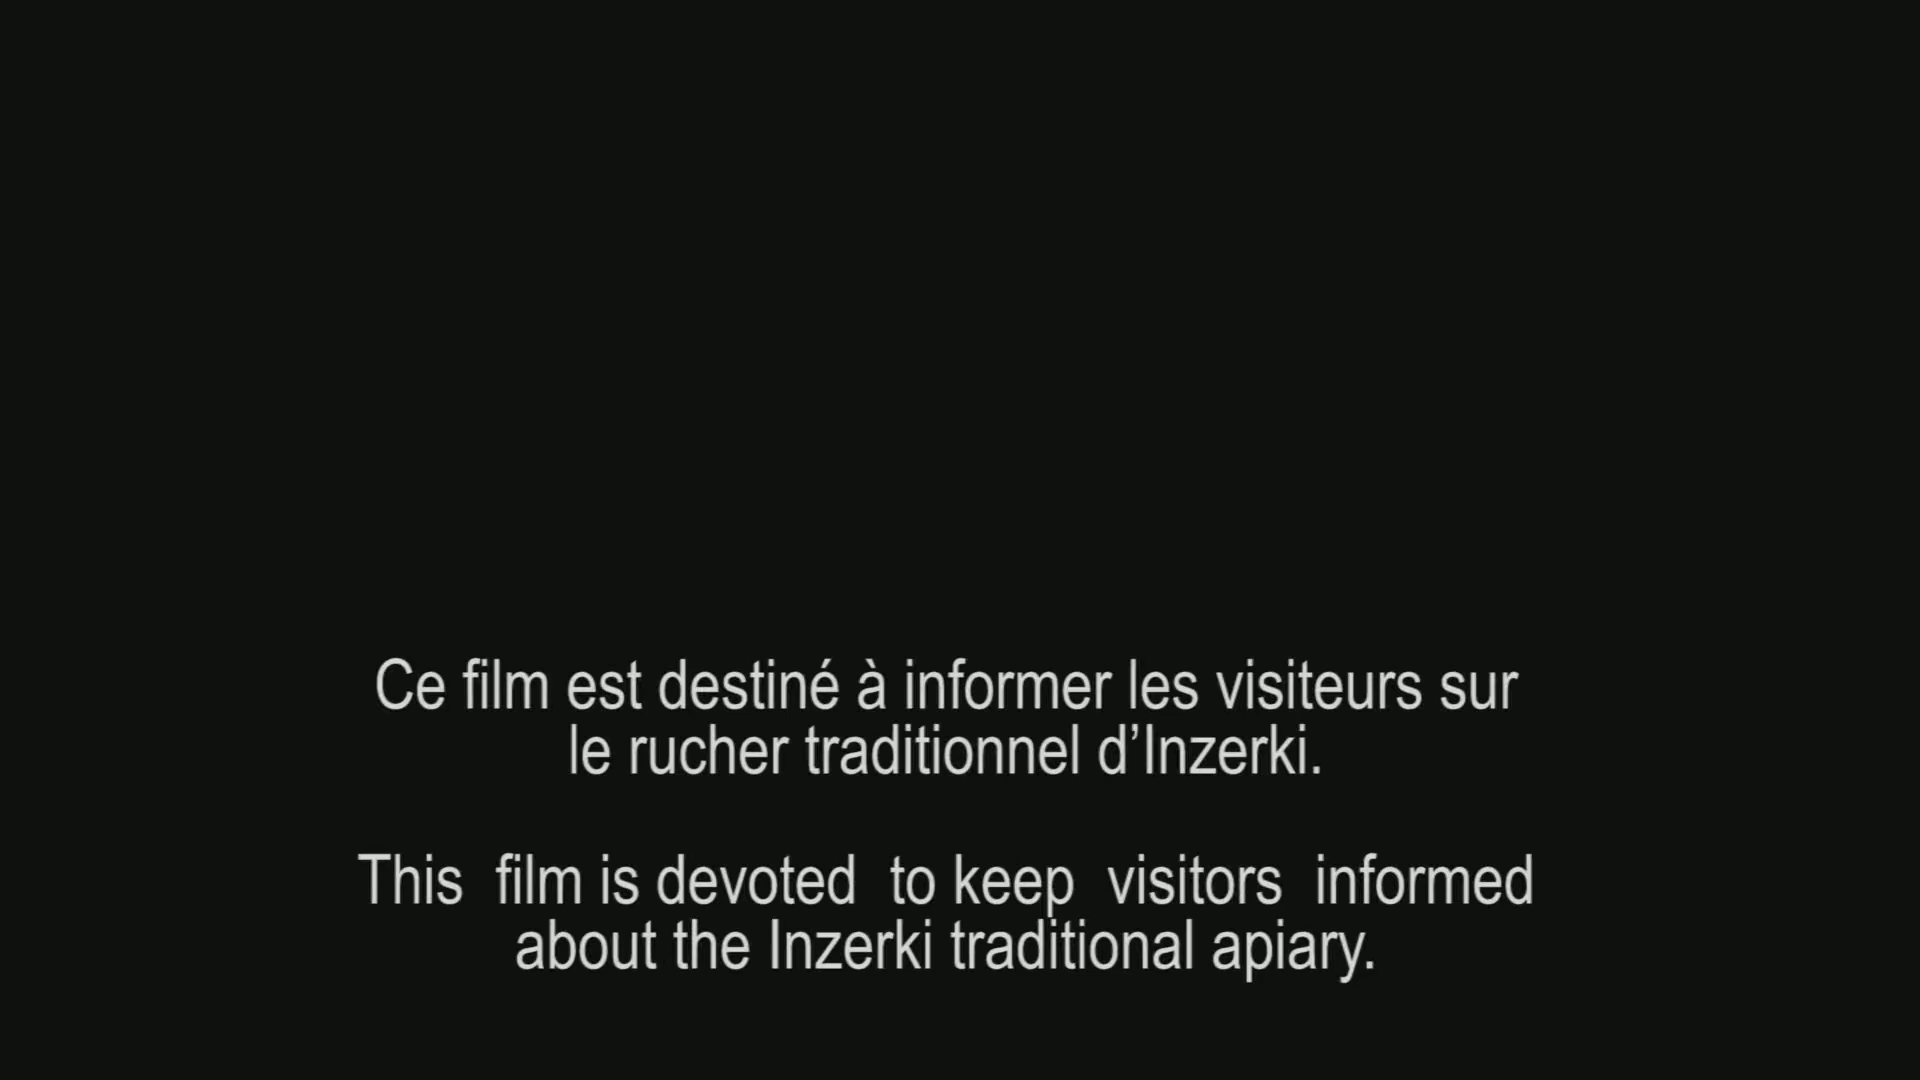 Ce film est destiné à informer les visiteurs sur
le rucher traditionnel d’Inzerki.
This film is devoted to keep visitors informed
about the Inzerki traditional apiary.